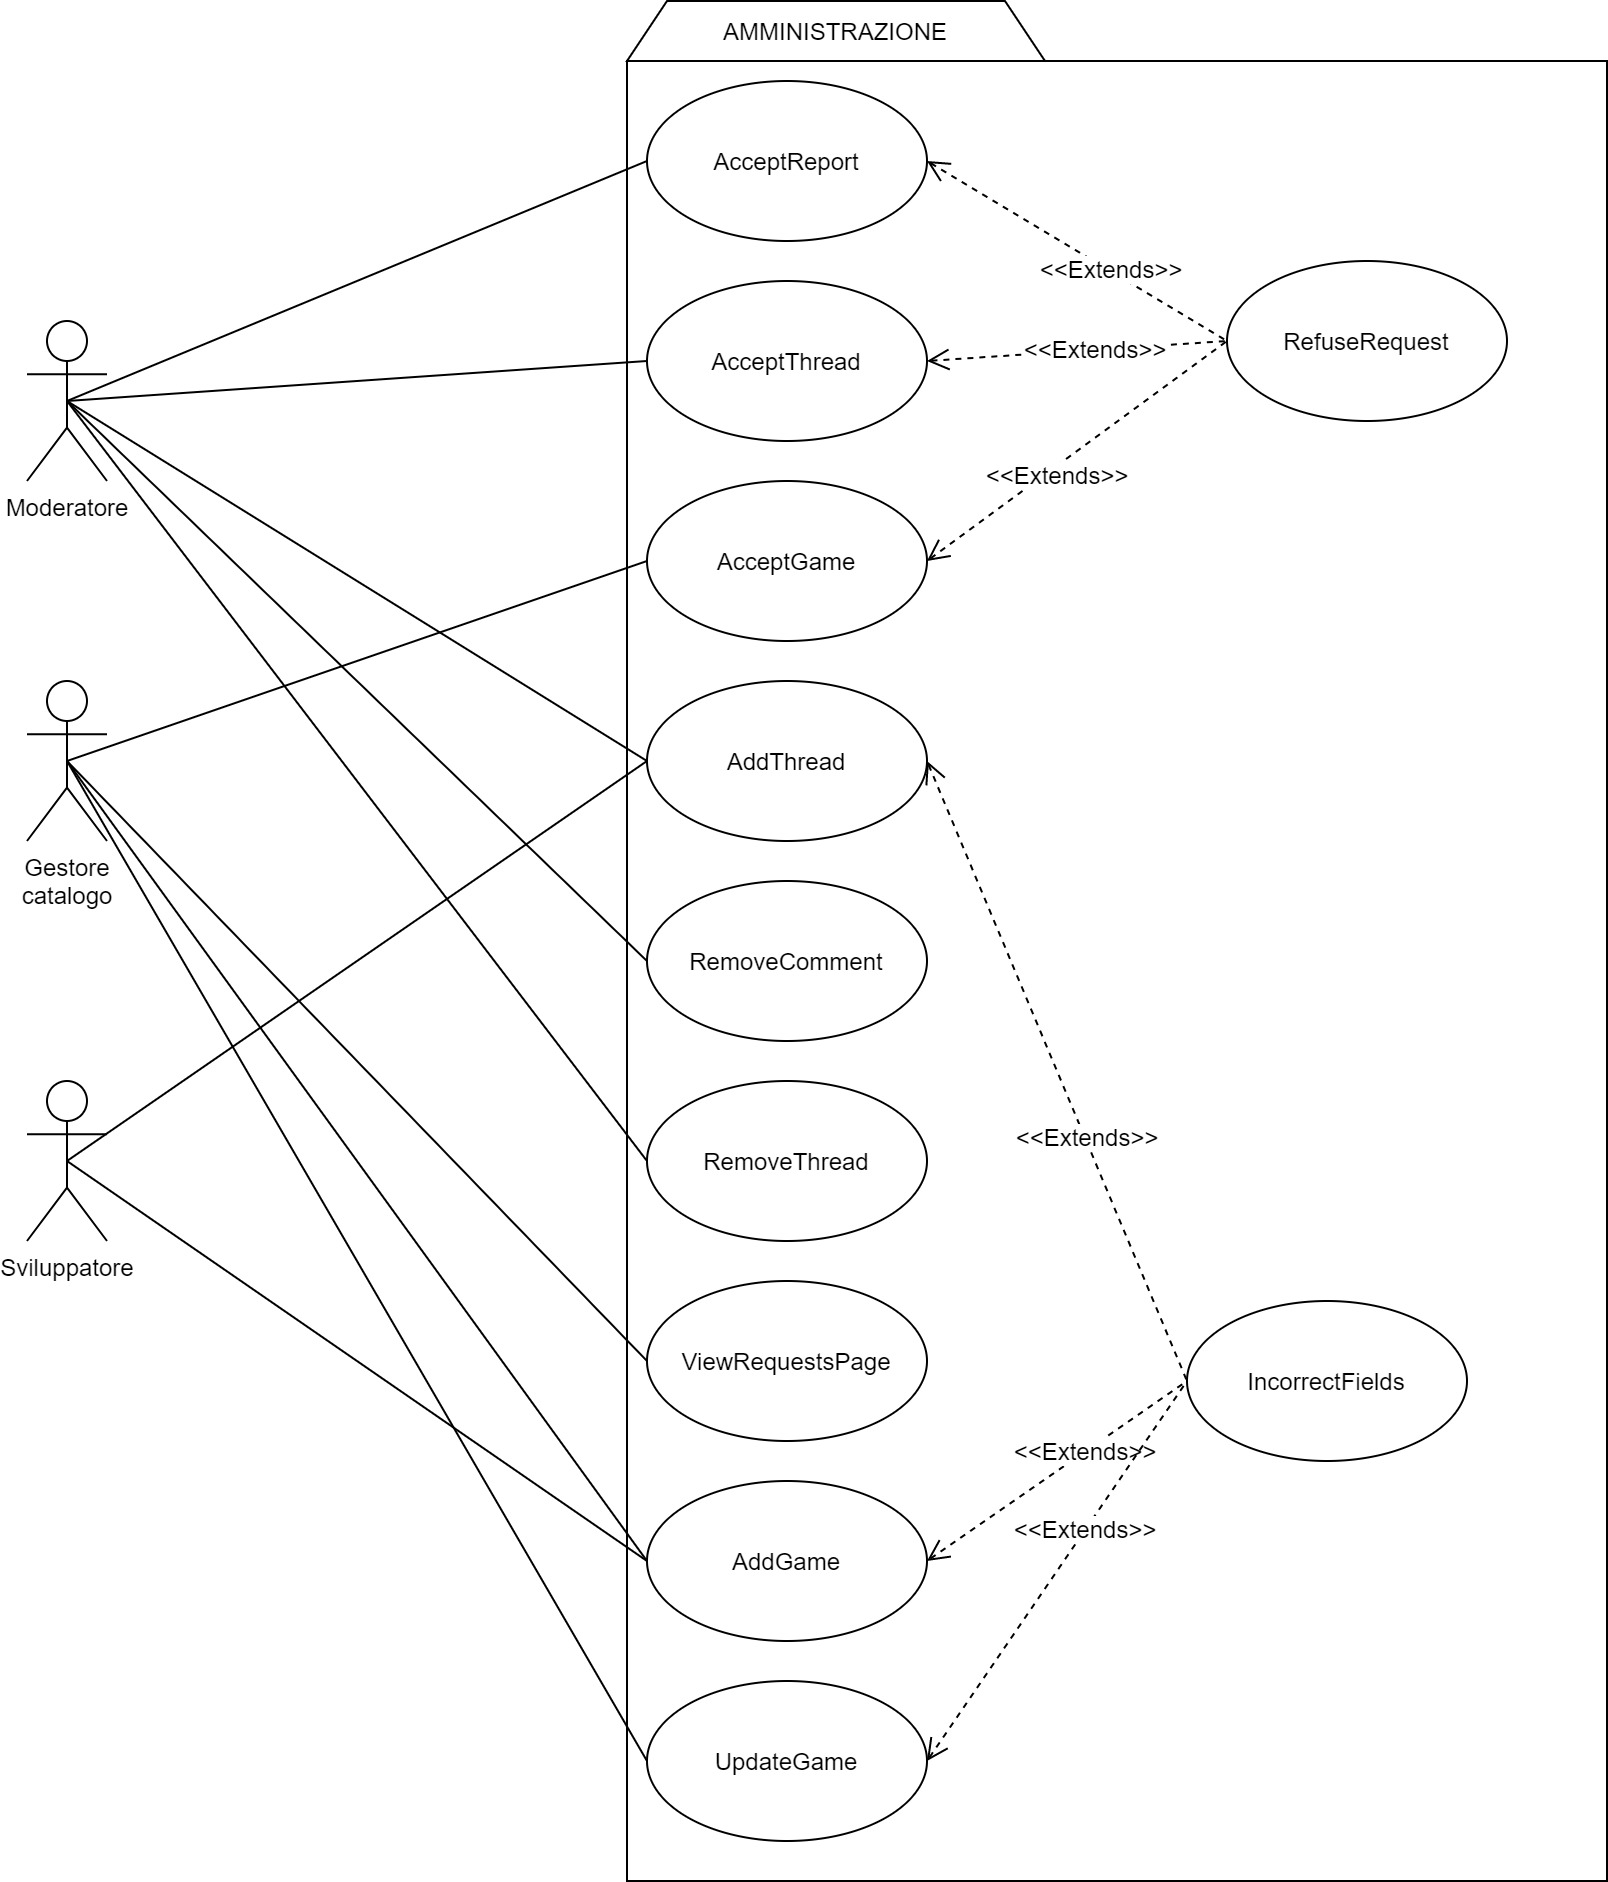 AMMINISTRAZIONE
AcceptReport
<<Extends>>
RefuseRequest
<<Extends>>
AcceptThread
<<Extends>>
Moderatore
AcceptGame
AddThread
Gestore
catalogo
RemoveComment
<<Extends>>
RemoveThread
Sviluppatore
ViewRequestsPage
IncorrectFields
<<Extends>>
<<Extends>>
AddGame
UpdateGame